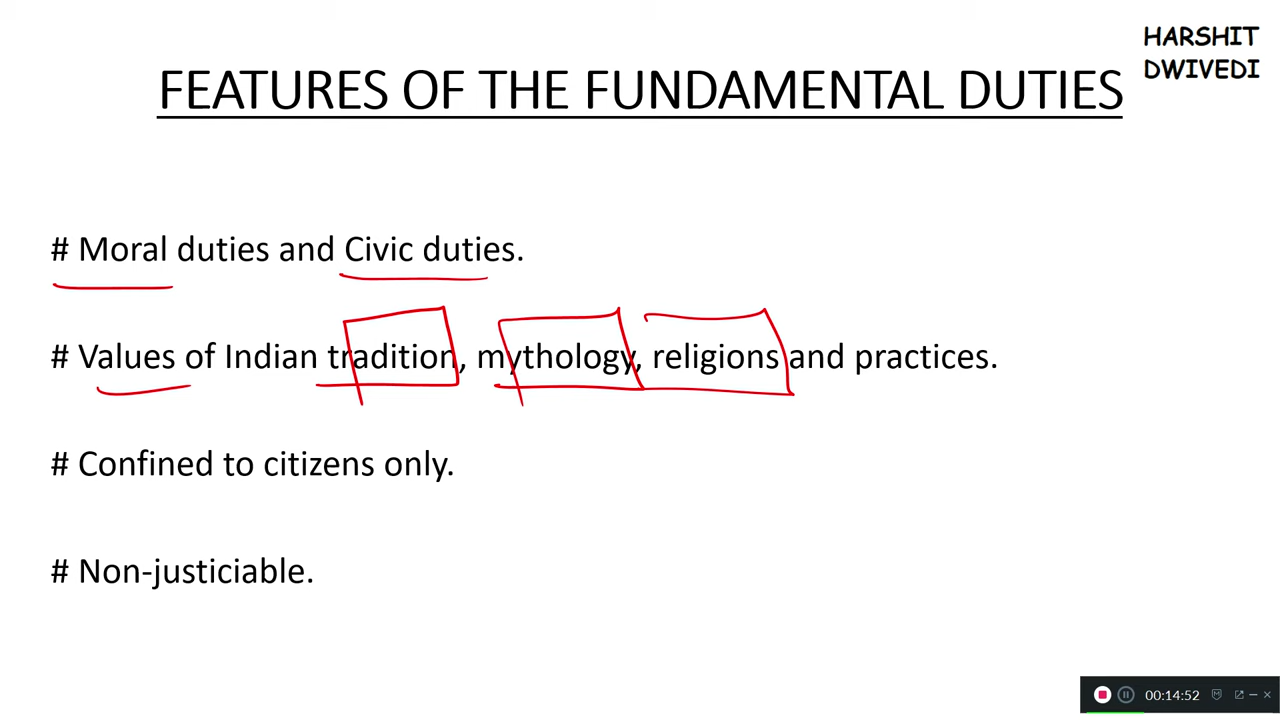 HARSHIT
DWIVEDI
FEATURES OF THE FUNDAMENTAL DUTIES
# Moral duties and Civic duties.
# Values of Indian tradition, mythology, religions and practices.
# Confined to citizens only.
# Non-justiciable.
00:14:52